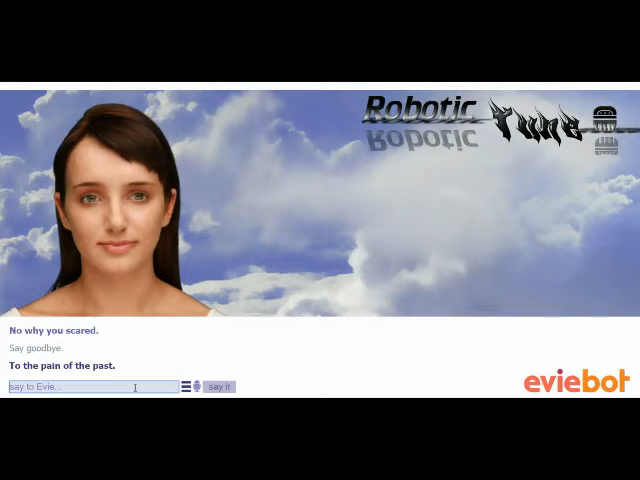 Robotic Tune
No why you scared.
Say goodbye.
To the pain of the past.
say to Evie...
say it
eviebot